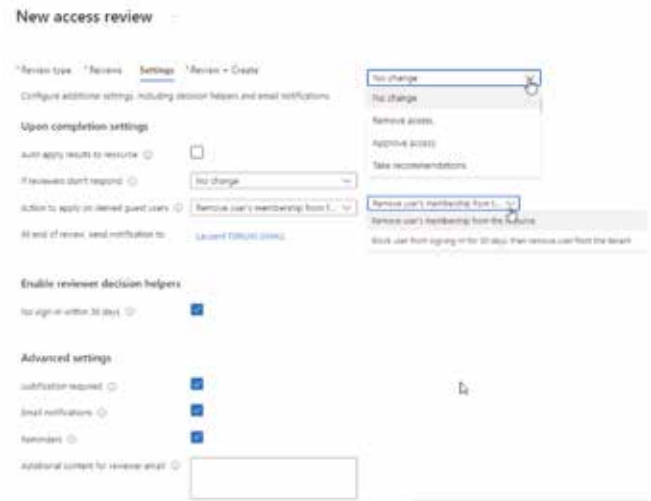 New access review
* Review type * Reviews Settings * Review + Create
Configure additional settings, including decision helpers and email notifications.
Upon completion settings
Auto apply results to resource
If reviewers don't respond
No change
Action to apply on denied guest users
Remove user's membership from t...
At end of review, send notification to
No change
No change
Remove access
Approve access
Take recommendations
Remove user's membership from t...
Remove user's membership from the resource
Block user from signing-in for 30 days, then remove user from the tenant
Enable reviewer decision helpers
No sign-in within 30 days
Advanced settings
Justification required
Email notifications
Reminders
Additional content for reviewer email